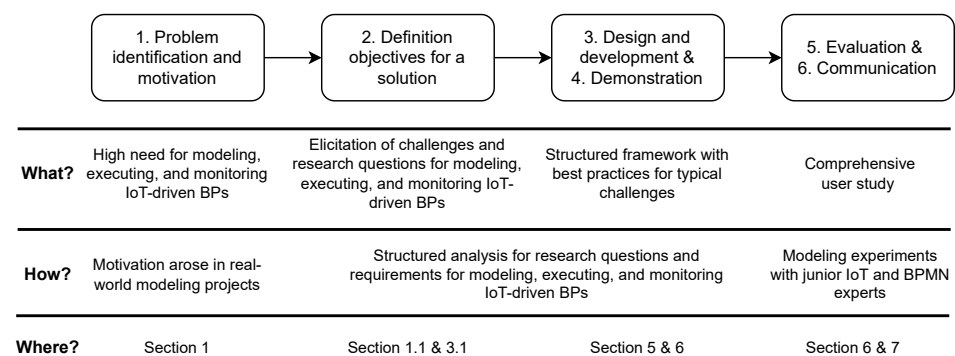 1. Problem
identification and
motivation
2. Definition
objectives for a
solution
3. Design and
development &
4. Demonstration
5. Evaluation &
6. Communication
What?
High need for modeling,
executing, and monitoring
IoT-driven BPs
Elicitation of challenges and
research questions for modeling,
executing, and monitoring IoT-
driven BPs
Structured framework with
best practices for typical
challenges
Comprehensive
user study
How?
Motivation arose in real-
world modeling projects
Structured analysis for research questions and
requirements for modeling, executing, and monitoring
IoT-driven BPs
Modeling experiments
with junior IoT and BPMN
experts
Where?
Section 1
Section 1.1 & 3.1
Section 5 & 6
Section 6 & 7